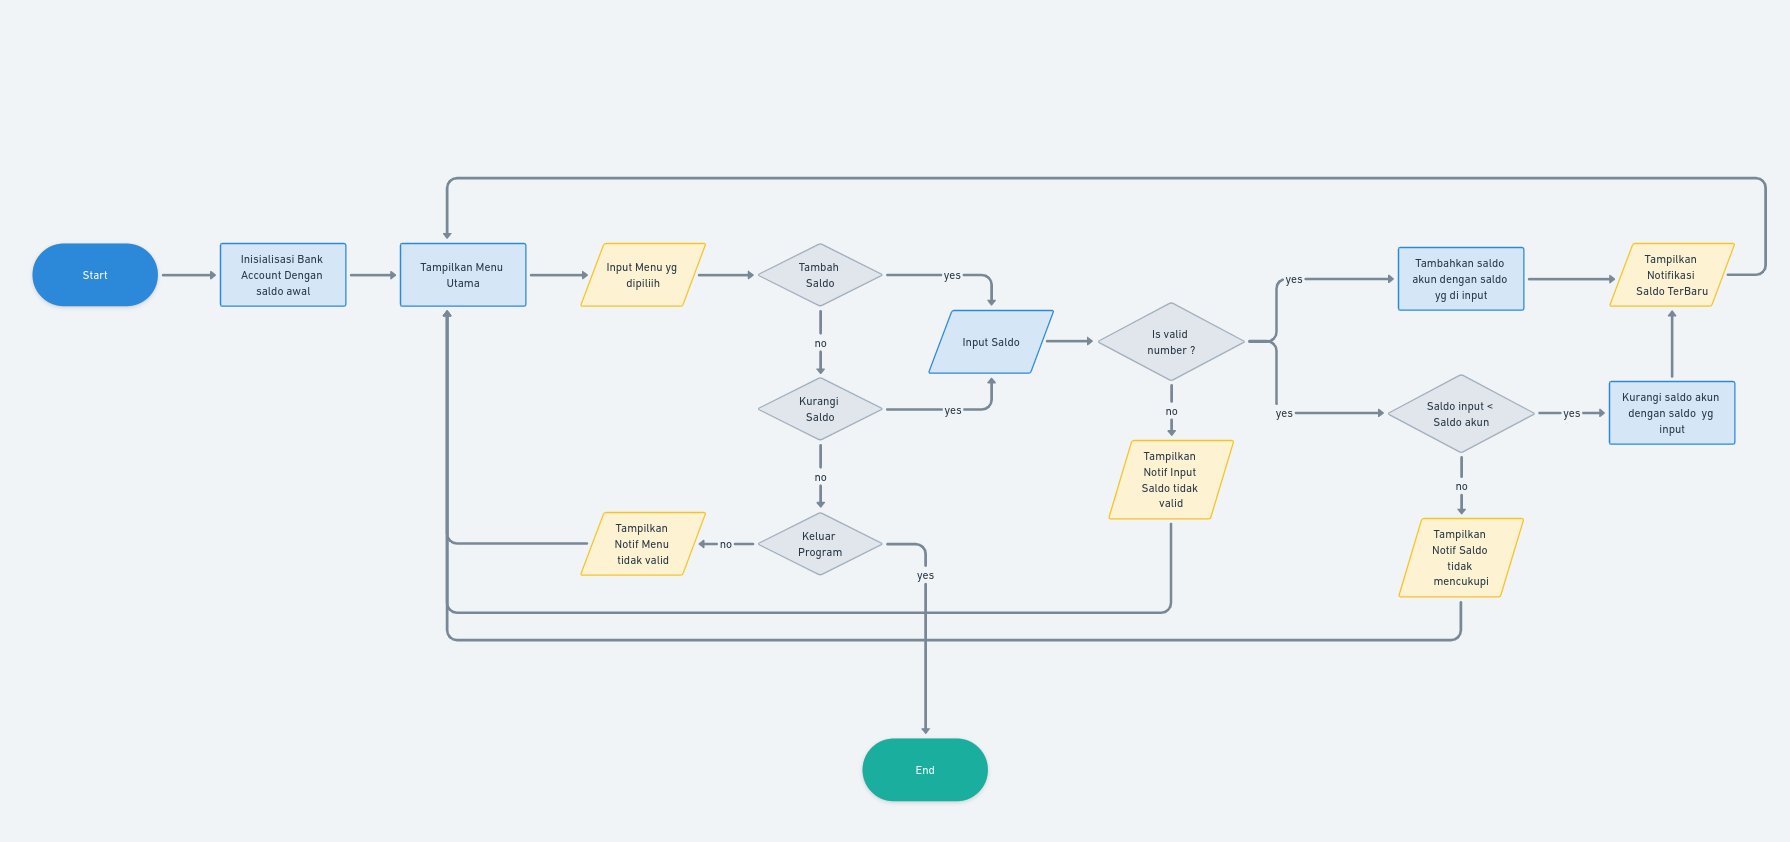 Start
Inisialisasi Bank
Account Dengan
saldo awal
Tampilkan Menu
Utama
Input Menu yg
dipiliih
Tambah
Saldo
yes
no
Kurangi
Saldo
yes
no
Keluar
Program
no
yes
Tampilkan
Notif Menu
tidak valid
Input Saldo
Is valid
number ?
yes
yes
no
Tampilkan
Notif Input
Saldo tidak
valid
Tambahkan saldo
akun dengan saldo
yg di input
Tampilkan
Notifikasi
Saldo TerBaru
Saldo input <
Saldo akun
yes
no
Kurangi saldo akun
dengan saldo yg
input
Tampilkan
Notif Saldo
tidak
mencukupi
End